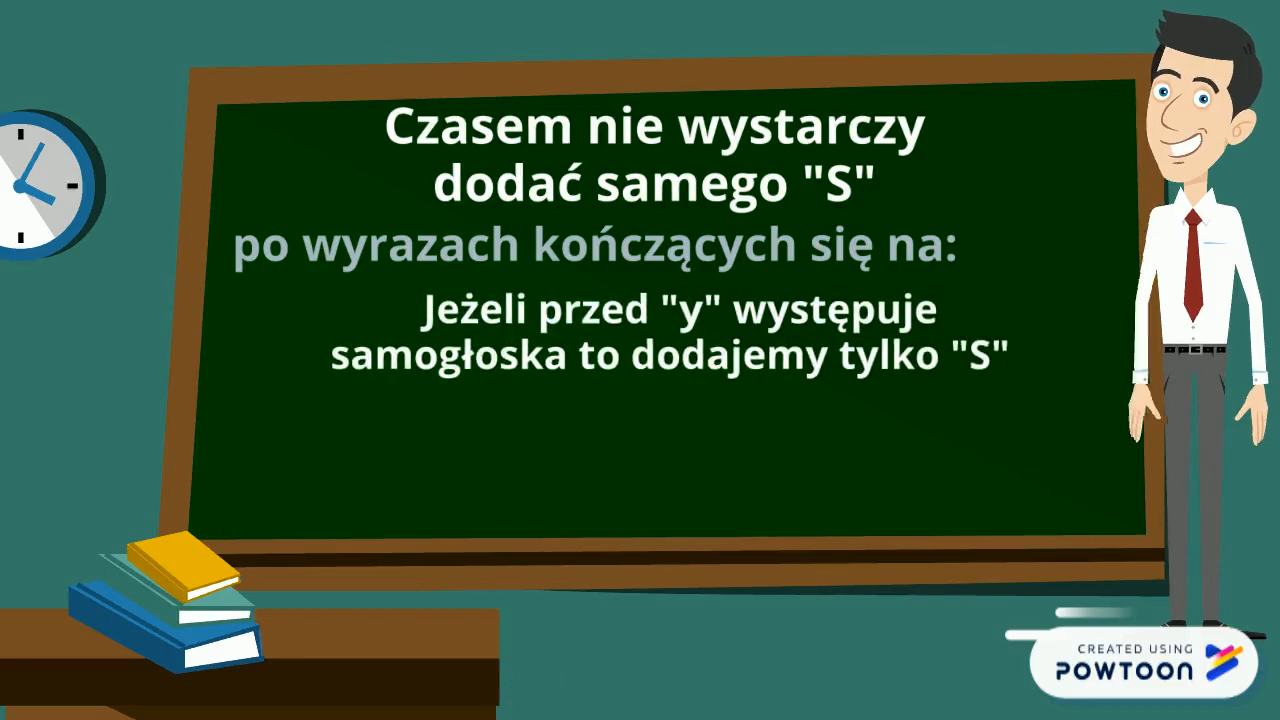 Czasem nie wystarczy
dodać samego "S"
po wyrazach kończących się na:
Jeżeli przed "y" występuje
samogłoska to dodajemy tylko "S"
CREATED USING
POWTOON